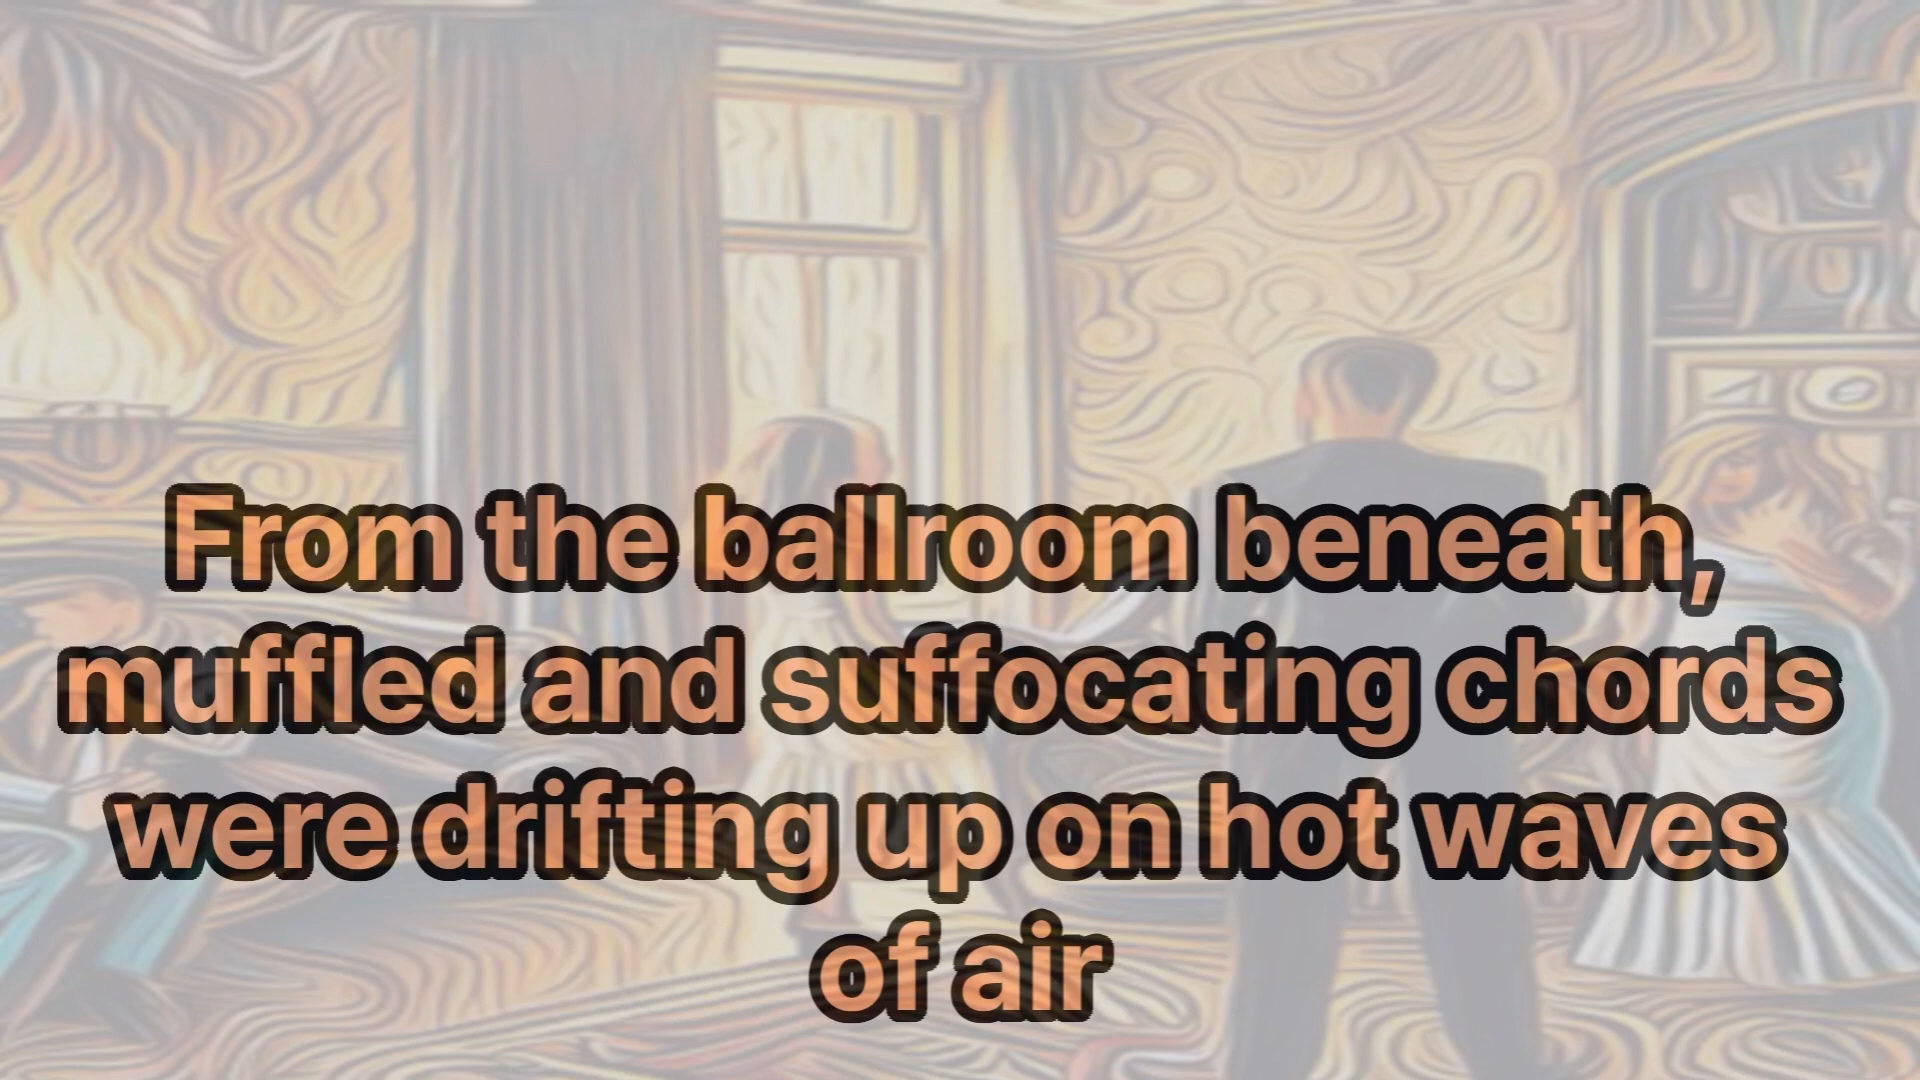 From the ballroom beneath,
muffled and suffocating chords
were drifting up on hot waves
of air